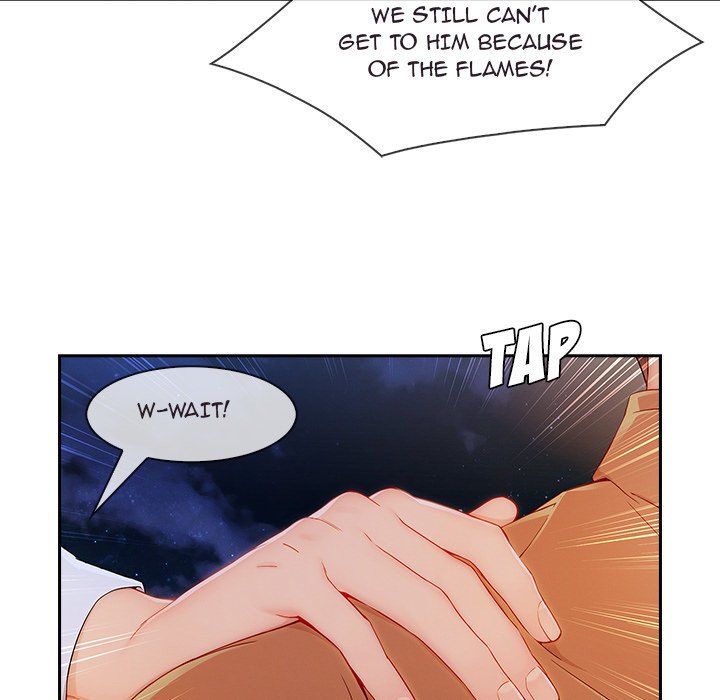 WE STILL CAN'T
GET TO HIM BECAUSE
OF THE FLAMES!
TAP
W-WAIT!